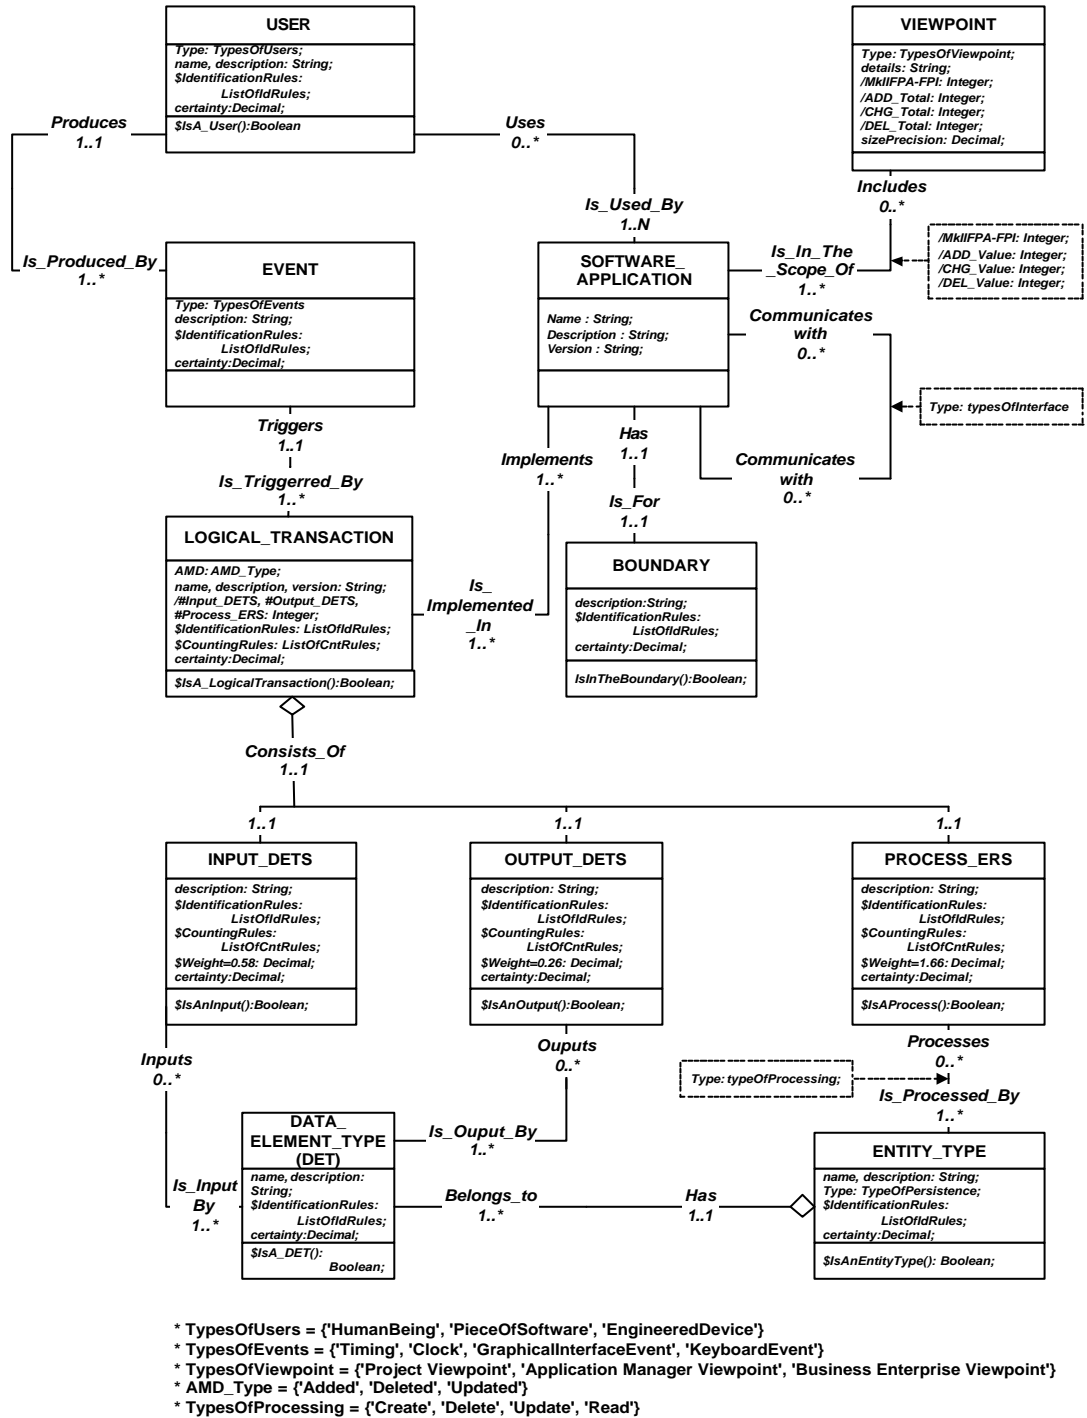 USER
Type: TypesOfUsers;
name, description: String;
$IdentificationRules:
ListOfIdRules;
certainty:Decimal;
$IsA_User():Boolean
VIEWPOINT
Type: TypesOfViewpoint;
details: String;
/MkIIFPA-FPI: Integer;
/ADD_Total: Integer;
/CHG_Total: Integer;
/DEL_Total: Integer;
sizePrecision: Decimal;
Produces
1..1
Uses
0..*
Includes
0..*
Is_Used_By
1..N
Is_Produced_By
1..*
EVENT
Type: TypesOfEvents
description: String;
$IdentificationRules:
ListOfIdRules;
certainty:Decimal;
SOFTWARE_
APPLICATION
Name : String;
Description : String;
Version : String;
Is_In_The
_Scope_Of
1..*
/MkIIFPA-FPI: Integer;
/ADD_Value: Integer;
/CHG_Value: Integer;
/DEL_Value: Integer;
Communicates
with
0..*
Type: typesOfInterface
Communicates
with
0..*
Triggers
1..1
Is_Triggerred_By
1..*
Implements
1..*
Has
1..1
Is_For
1..1
LOGICAL_TRANSACTION
AMD: AMD_Type;
name, description, version: String;
/#Input_DETS, #Output_DETS,
#Process_ERS: Integer;
$IdentificationRules: ListOfIdRules;
$CountingRules: ListOfCntRules;
certainty:Decimal;
$IsA_LogicalTransaction():Boolean;
Is_
Implemented
_In
1..*
BOUNDARY
description:String;
$IdentificationRules:
ListOfIdRules;
certainty:Decimal;
IsInTheBoundary():Boolean;
Consists_Of
1..1
1..1
1..1
1..1
INPUT_DETS
description: String;
$IdentificationRules:
ListOfIdRules;
$CountingRules:
ListOfCntRules;
$Weight=0.58: Decimal;
certainty:Decimal;
$IsAnInput():Boolean;
OUTPUT_DETS
description: String;
$IdentificationRules:
ListOfIdRules;
$CountingRules:
ListOfCntRules;
$Weight=0.26: Decimal;
certainty:Decimal;
$IsAnOutput():Boolean;
PROCESS_ERS
description: String;
$IdentificationRules:
ListOfIdRules;
$CountingRules:
ListOfCntRules;
$Weight=1.66: Decimal;
certainty:Decimal;
$IsAProcess():Boolean;
Inputs
0..*
Ouputs
0..*
Processes
0..*
Type: typeOfProcessing;
Is_Processed_By
1..*
DATA_
ELEMENT_TYPE
(DET)
name, description:
String;
$IdentificationRules:
ListOfIdRules;
certainty:Decimal;
$IsA_DET():
Boolean;
Is_Ouput_By
1..*
Is_Input
By
1..*
Belongs_to
1..*
Has
1..1
ENTITY_TYPE
name, description: String;
Type: TypeOfPersistence;
$IdentificationRules:
ListOfIdRules;
certainty:Decimal;
$IsAnEntityType(): Boolean;
* TypesOfUsers = {'HumanBeing', 'PieceOfSoftware', 'EngineeredDevice'}
* TypesOfEvents = {'Timing', 'Clock', 'GraphicalInterfaceEvent', 'KeyboardEvent'}
* TypesOfViewpoint = {'Project Viewpoint', 'Application Manager Viewpoint', 'Business Enterprise Viewpoint'}
* AMD_Type = {'Added', 'Deleted', 'Updated'}
* TypesOfProcessing = {'Create', 'Delete', 'Update', 'Read'}